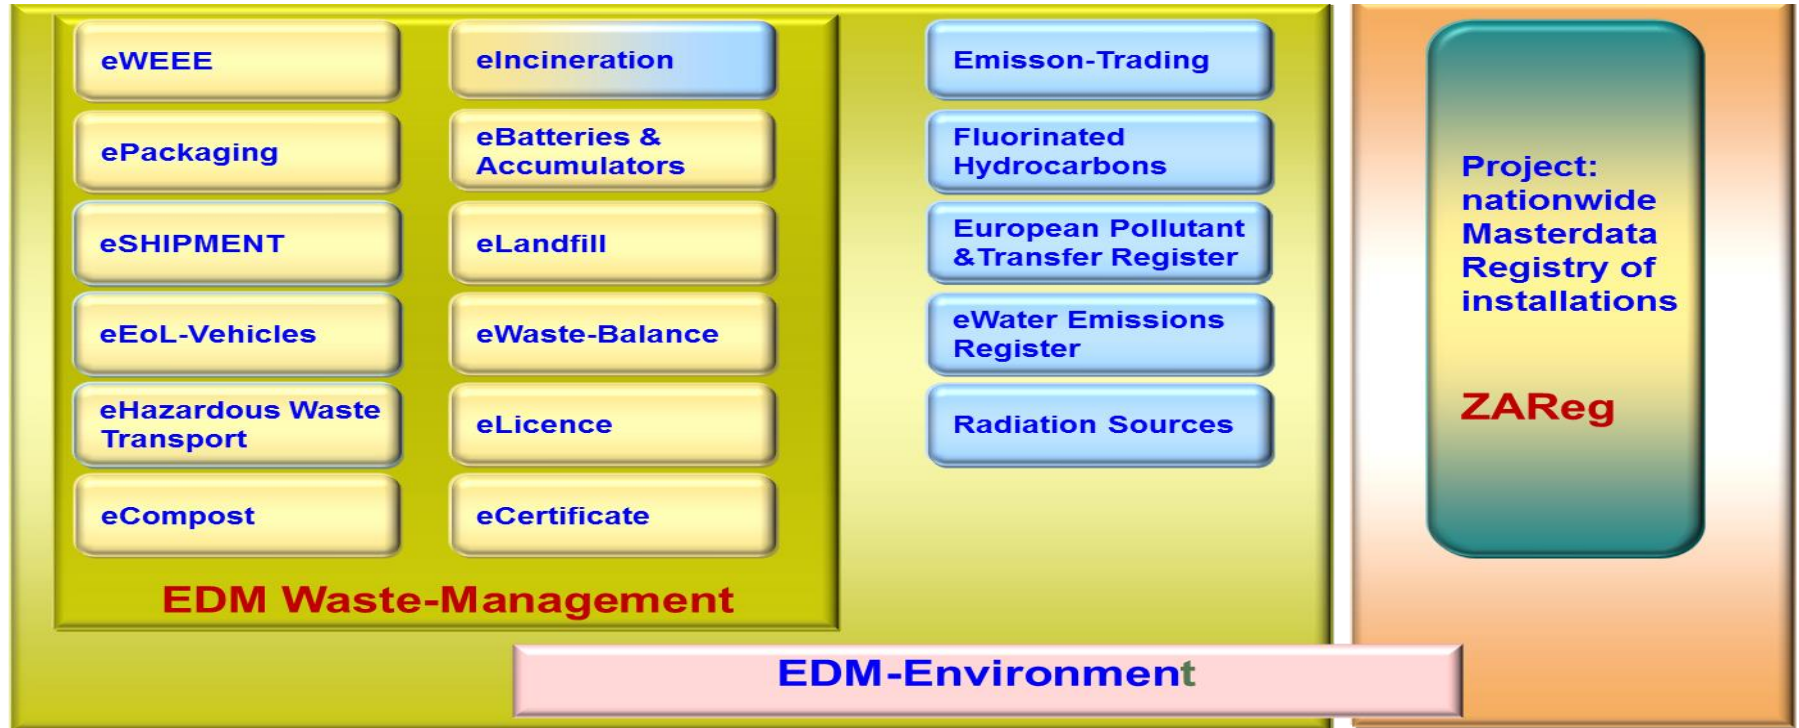 eWEEE
ePackaging
eSHIPMENT
eEoL-Vehicles
eHazardous Waste
Transport
eCompost
eIncineration
eBatteries &
Accumulators
eLandfill
eWaste-Balance
eLicence
eCertificate
EDM Waste-Management
Emisson-Trading
Fluorinated
Hydrocarbons
European Pollutant
&Transfer Register
eWater Emissions
Register
Radiation Sources
Project:
nationwide
Masterdata
Registry of
installations
ZAReg
EDM-Environment